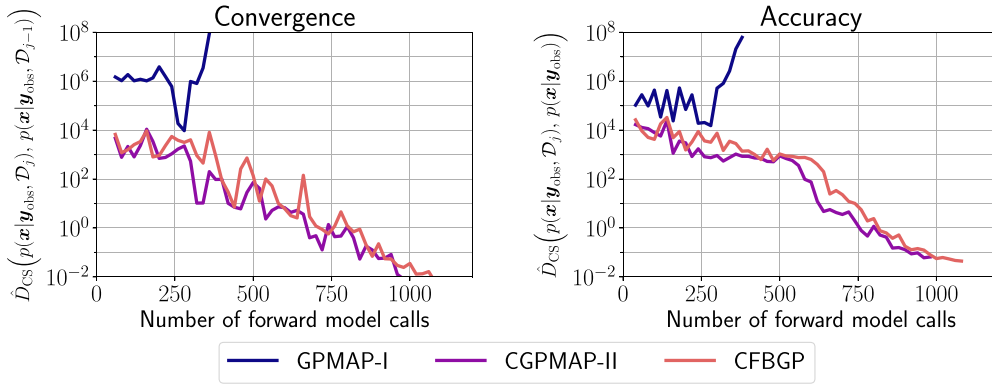 Convergence
D̂_CS(p(x|y_obs, D_j), p(x|y_obs, D_{j−1}))
10^8
10^6
10^4
10^2
10^0
10^−2
0 250 500 750 1000
Number of forward model calls
Accuracy
D̂_CS(p(x|y_obs, D_j), p(x|y_obs))
10^8
10^6
10^4
10^2
10^0
10^−2
0 250 500 750 1000
Number of forward model calls
GPMAP-I CGPMAP-II CFBGP